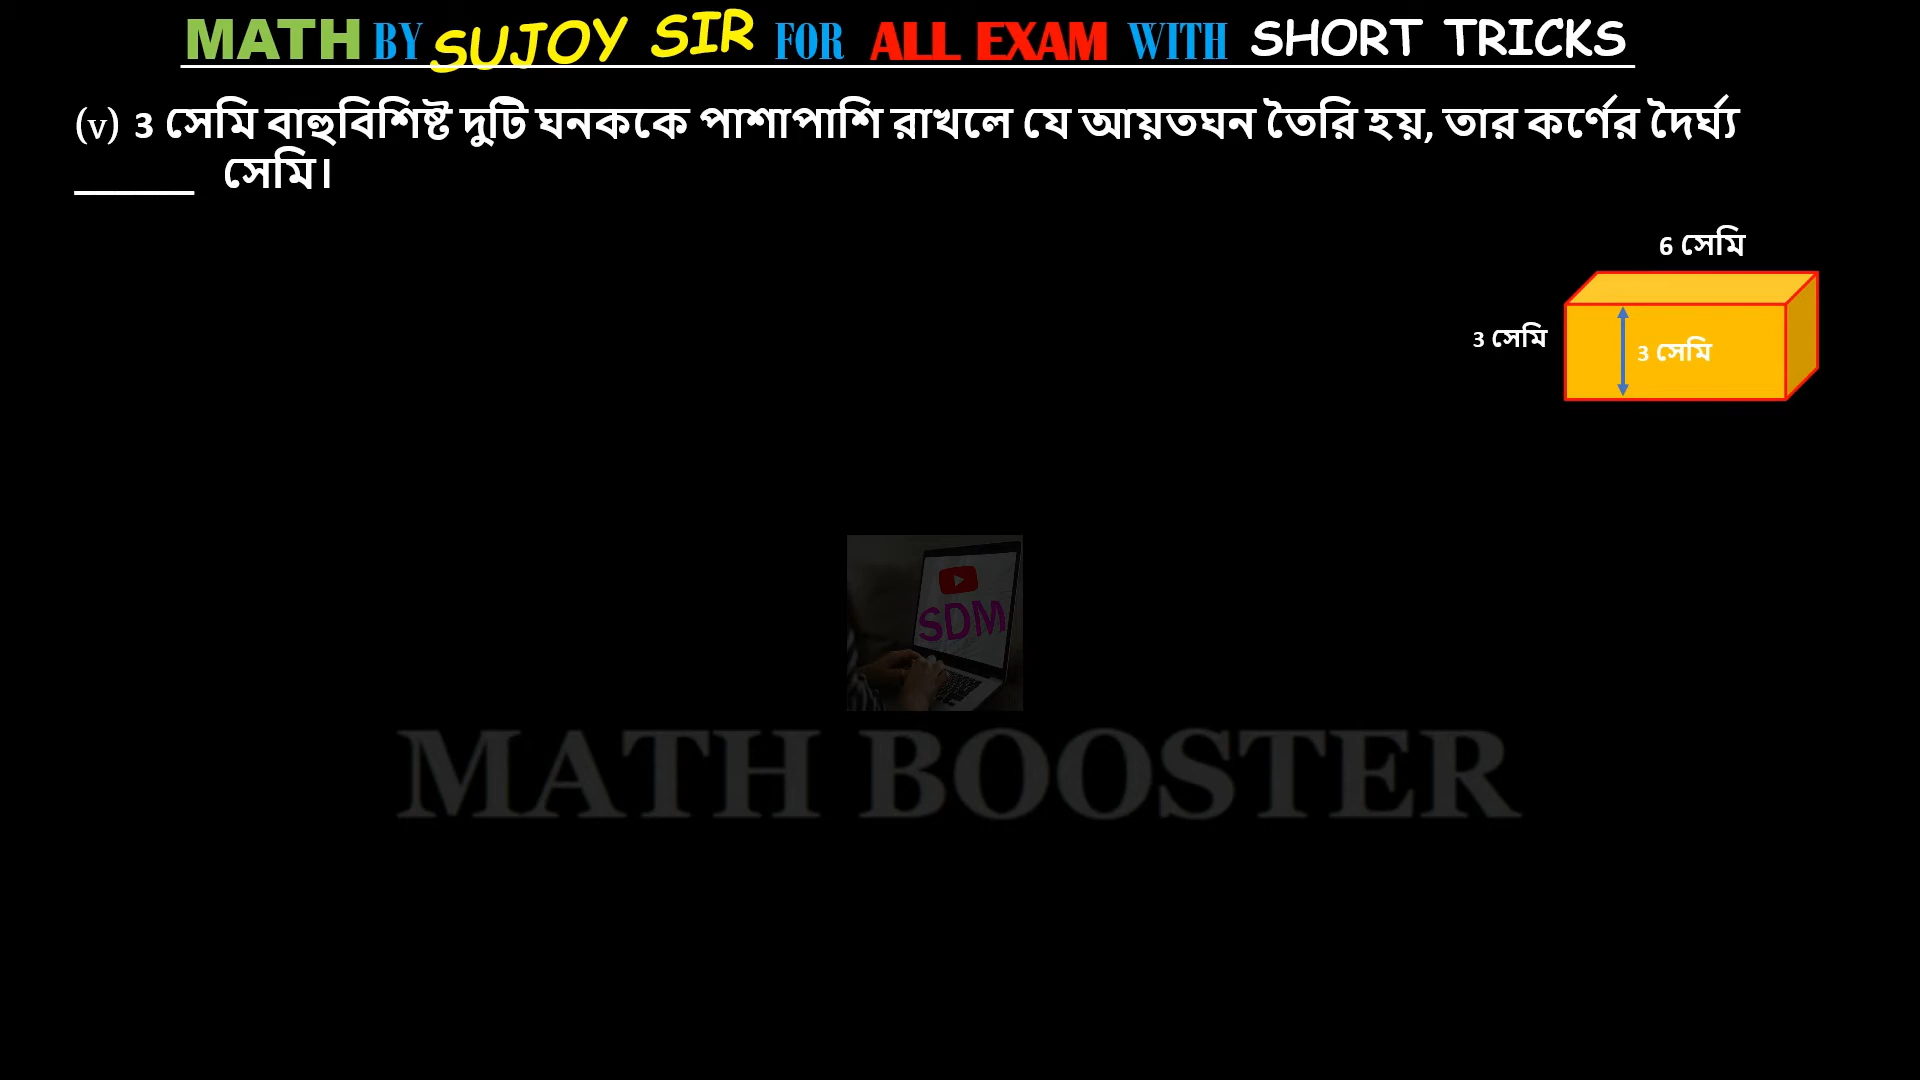 MATH BY SUJOY SIR FOR ALL EXAM WITH SHORT TRICKS
(v) 3 সেমি বাহুবিশিষ্ট দুটি ঘনককে পাশাপাশি রাখলে যে আয়তঘন তৈরি হয়, তার কর্ণের দৈর্ঘ্য
______ সেমি।
6 সেমি
3 সেমি
3 সেমি
SDM
MATH BOOSTER